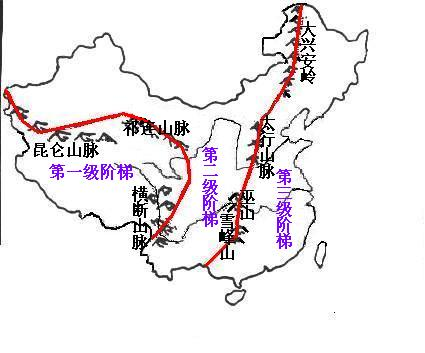 大兴安岭
祁连山脉
太行山脉
昆仑山脉
第一级阶梯
第二级阶梯
第三级阶梯
横断山脉
巫山
雪峰山